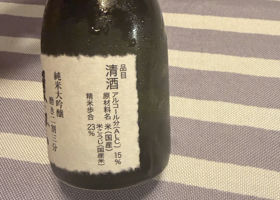 品目
清酒
アルコール分(ALC) 15%
原材料名 米(国産)
米こうじ(国産米)
精米歩合 23%
純米大吟醸
磨き二割三分